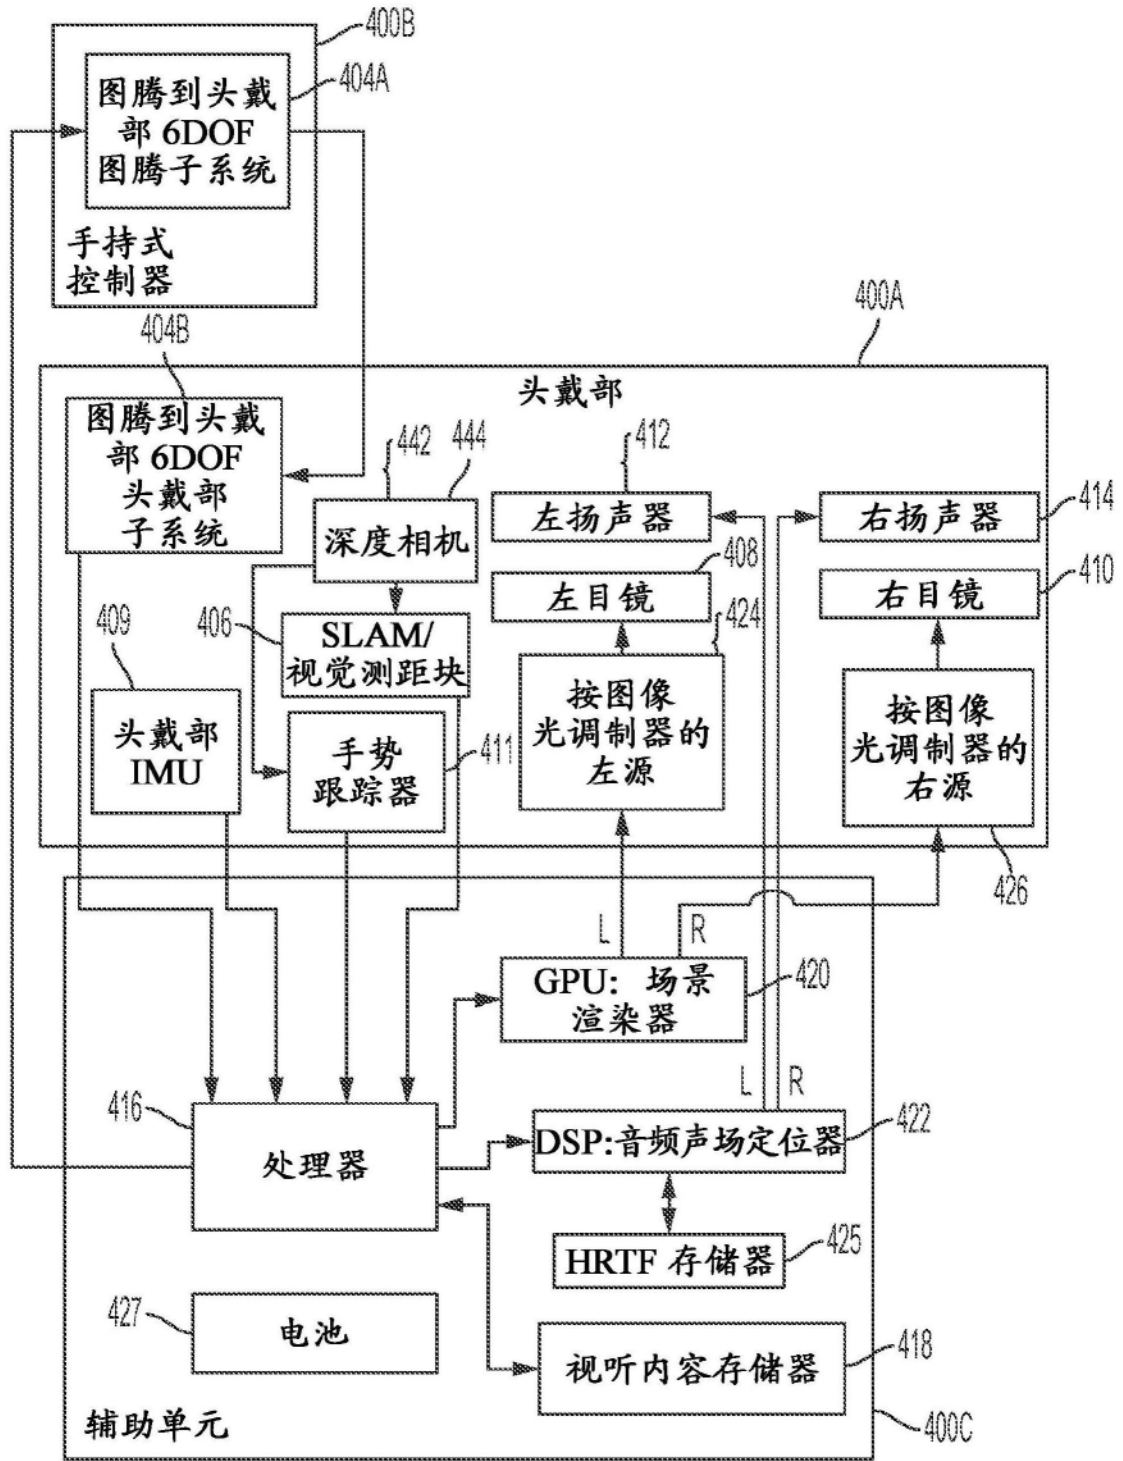 400B
404A
图腾到头戴
部 6DOF
图腾子系统
手持式
控制器
404B
400A
头戴部
图腾到头戴
部 6DOF
头戴部
子系统
442
444
412
深度相机
左扬声器
右扬声器
414
408
左目镜
右目镜
410
409
406
SLAM/
视觉测距块
424
头戴部
IMU
手势
跟踪器
411
按图像
光调制器的
左源
按图像
光调制器的
右源
426
L
R
GPU: 场景
渲染器
420
L
R
416
处理器
DSP:音频声场定位器
422
HRTF 存储器
425
427
电池
视听内容存储器
418
辅助单元
400C